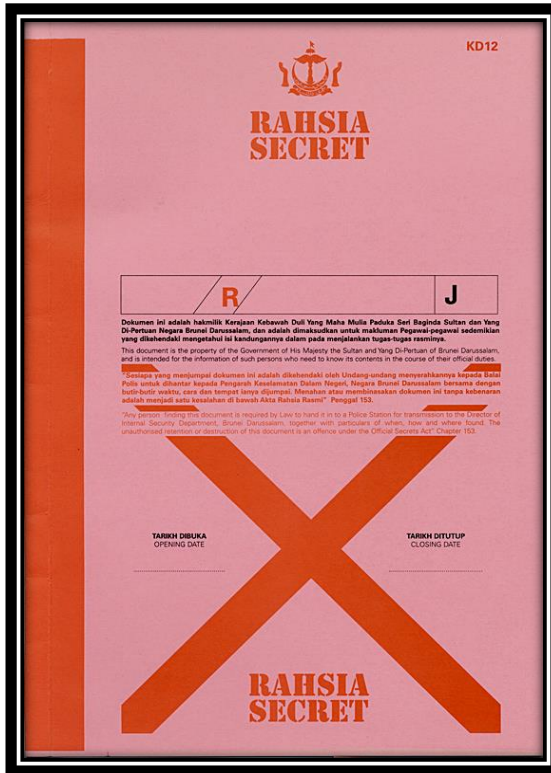 KD12
RAHSIA
SECRET
R
J
Dokumen ini adalah hakmilik Kerajaan Kebawah Duli Yang Maha Mulia Paduka Seri Baginda Sultan dan Yang
Di-Pertuan Negara Brunei Darussalam, dan adalah dimaksudkan untuk makluman Pegawai-pegawai sedemikian
yang dikehendaki mengetahui isi kandungannya dalam pada menjalankan tugas-tugas rasminya.
This document is the property of the Government of His Majesty the Sultan and Yang Di-Pertuan of Brunei Darussalam,
and is intended for the information of such persons who need to know its contents in the course of their official duties.
"Sesiapa yang menjumpai dokumen ini adalah dikehendaki oleh Undang-undang menyerahkannya kepada Balai
Polis untuk dihantar kepada Pengarah Keselamatan Dalam Negeri, Negara Brunei Darussalam bersama dengan
butir-butir waktu, cara dan tempat ianya dijumpai. Menahan atau membinasakan dokumen ini tanpa kebenaran
adalah menjadi satu kesalahan di bawah Akta Rahsia Rasmi" Penggal 153.
"Any person finding this document is required by Law to hand it in to a Police Station for transmission to the Director of
Internal Security Department, Brunei Darussalam, together with particulars of when, how and where found. The
unauthorised retention or destruction of this document is an offence under the Official Secrets Act" Chapter 153.
TARIKH DIBUKA
OPENING DATE
TARIKH DITUTUP
CLOSING DATE
RAHSIA
SECRET